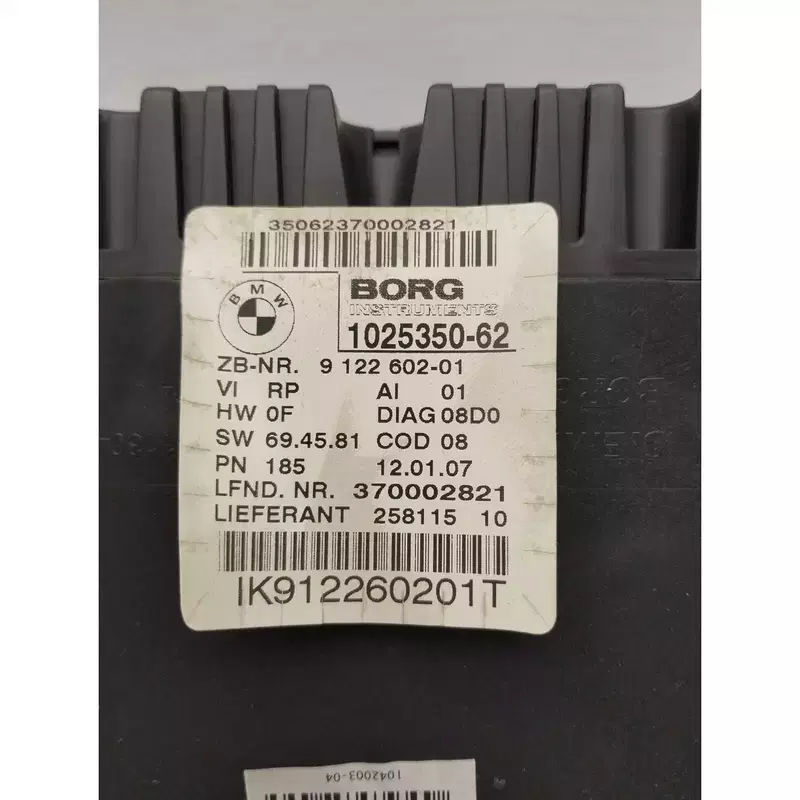 35062370002821
BMW
BORG
INSTRUMENTS
1025350-62
ZB-NR. 9 122 602-01
VI RP AI 01
HW 0F DIAG 08D0
SW 69.45.81 COD 08
PN 185 12.01.07
LFND. NR. 370002821
LIEFERANT 258115 10
IK912260201T
1042003-04